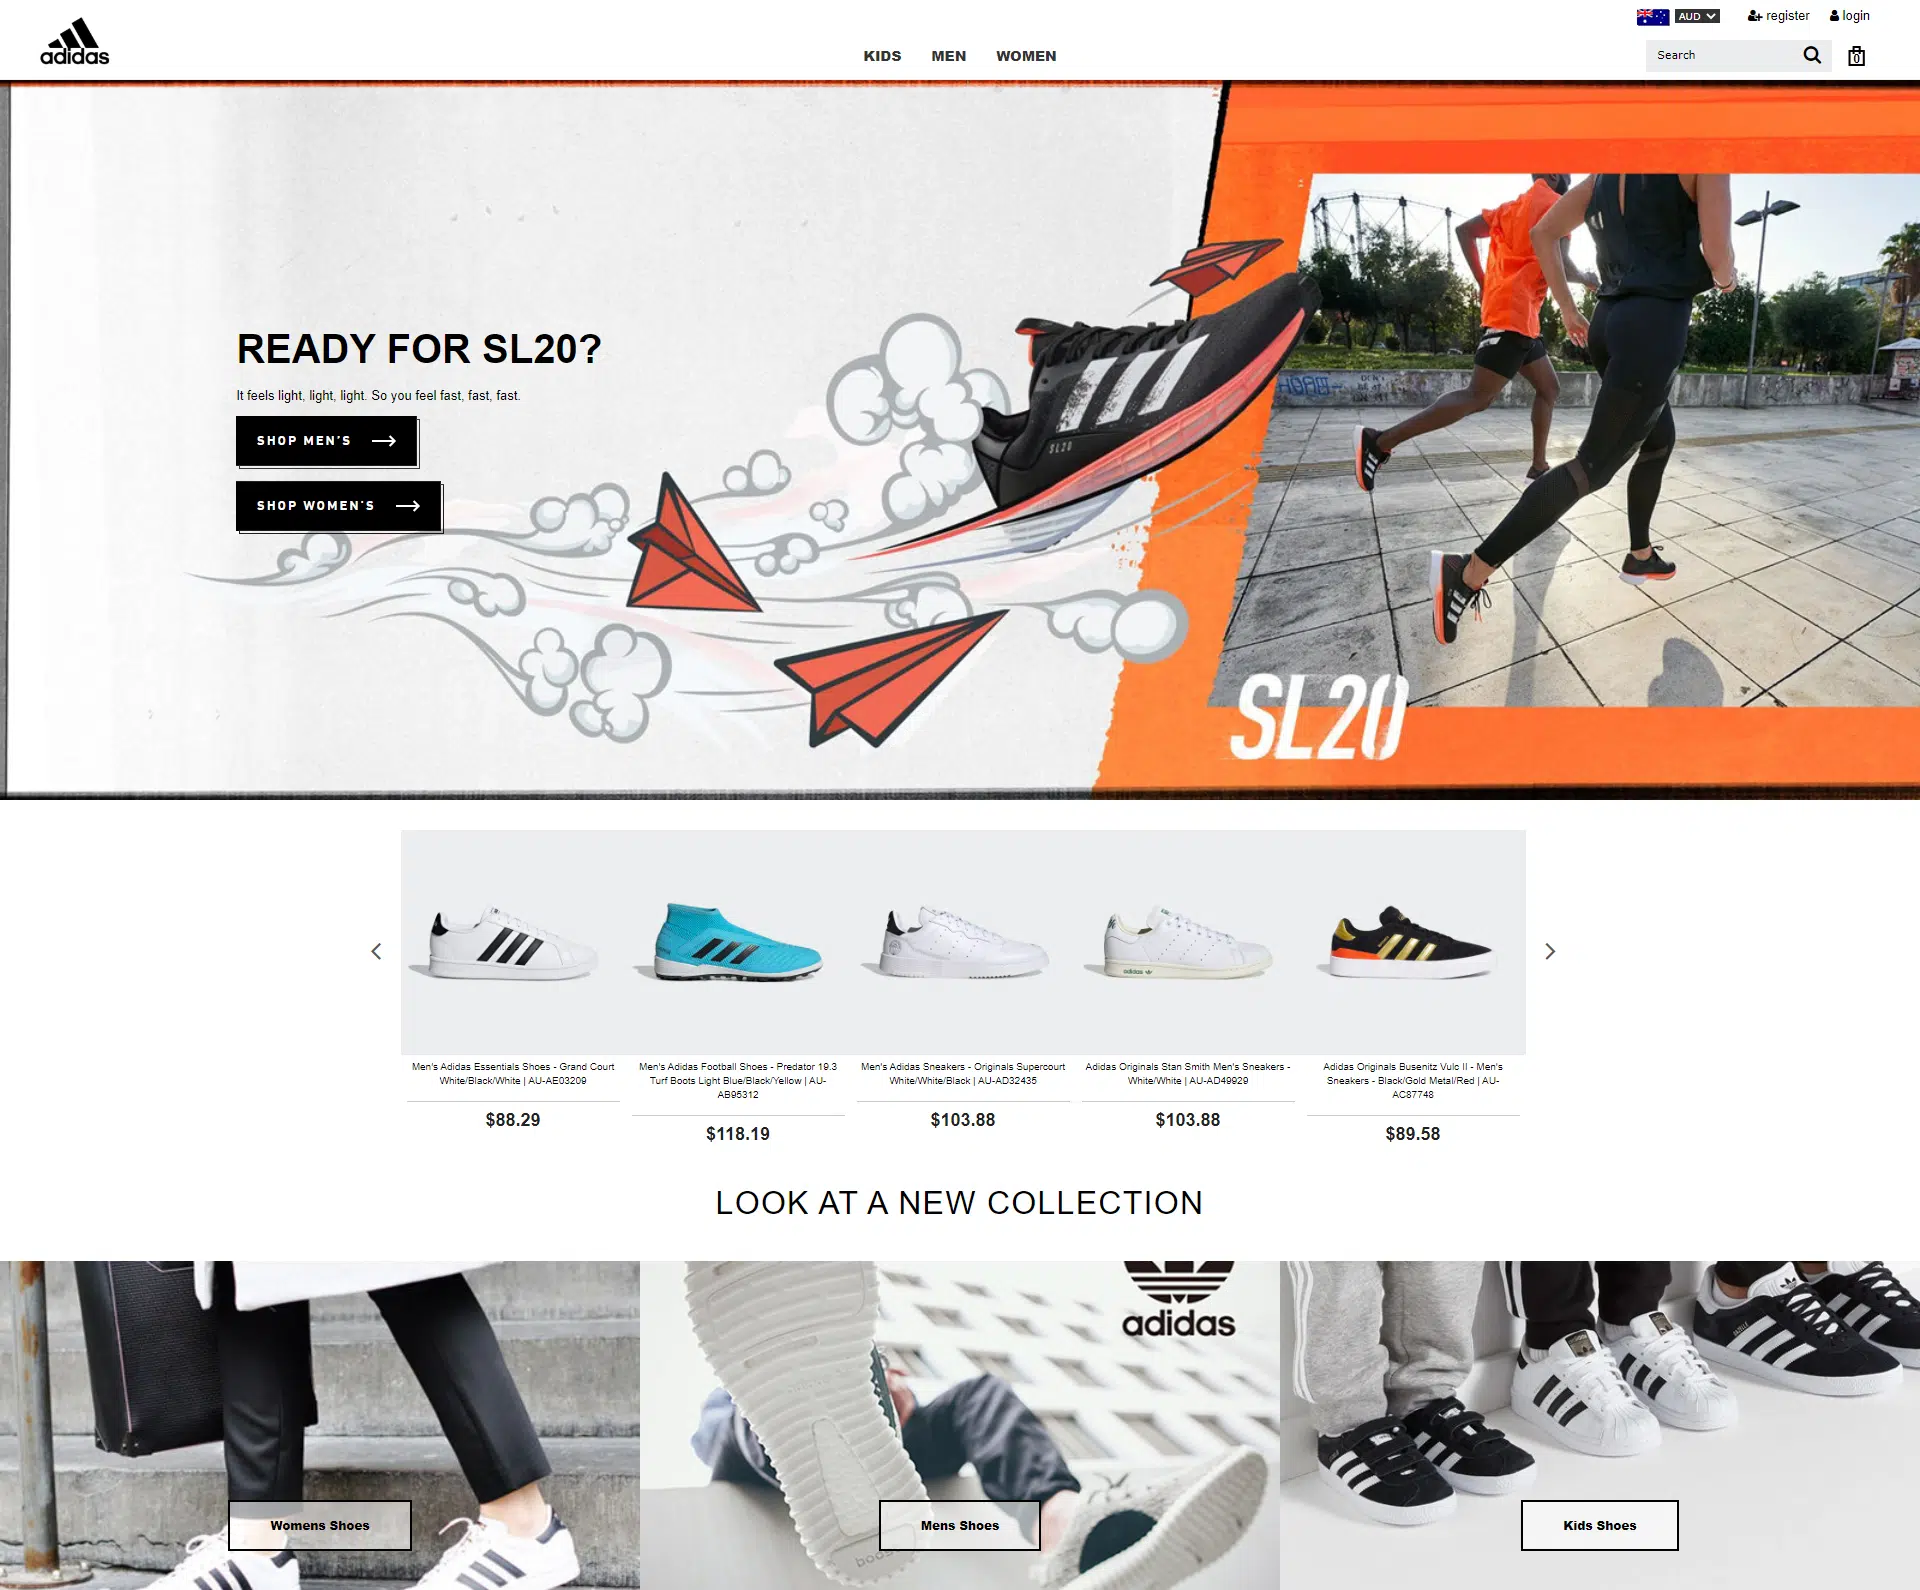 adidas
AUD
register
login
KIDS
MEN
WOMEN
Search
0
READY FOR SL20?
It feels light, light, light. So you feel fast, fast, fast.
SHOP MEN'S
SHOP WOMEN'S
SL20
SL20
Men's Adidas Essentials Shoes - Grand Court
White/Black/White | AU-AE03209
$88.29
Men's Adidas Football Shoes - Predator 19.3
Turf Boots Light Blue/Black/Yellow | AU-
AB95312
$118.19
Men's Adidas Sneakers - Originals Supercourt
White/White/Black | AU-AD32435
$103.88
adidas
Adidas Originals Stan Smith Men's Sneakers -
White/White | AU-AD49929
$103.88
Adidas Originals Busenitz Vulc II - Men's
Sneakers - Black/Gold Metal/Red | AU-
AC87748
$89.58
LOOK AT A NEW COLLECTION
adidas
Womens Shoes
Mens Shoes
boost
Kids Shoes